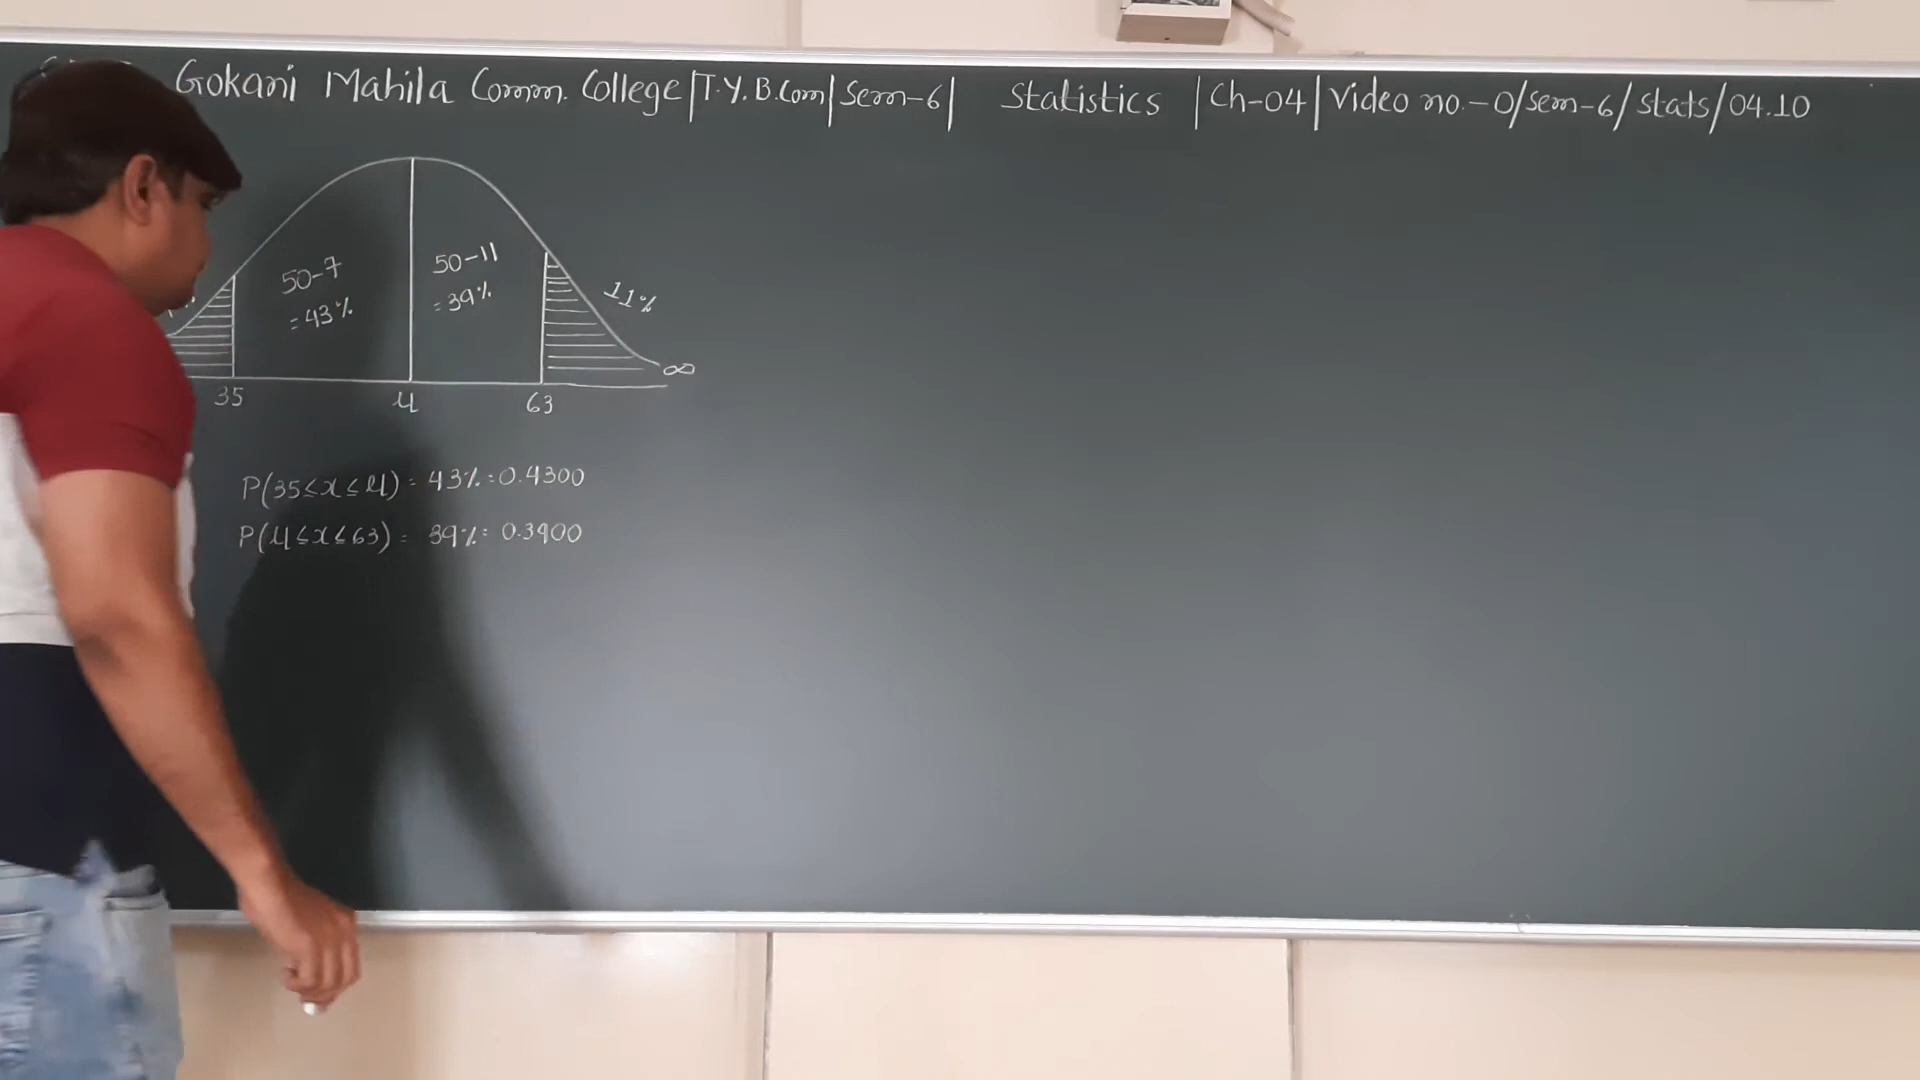 Gokani Mahila Comm. College|T.Y.B.Com|Sem-6| Statistics |Ch-04|Video no.-0/sem-6/stats/04.10
50-7
=43%
50-11
=39%
11%
∞
35 μ 63
P(35≤x≤μ) = 43% = 0.4300
P(μ≤x≤63) = 39% = 0.3900